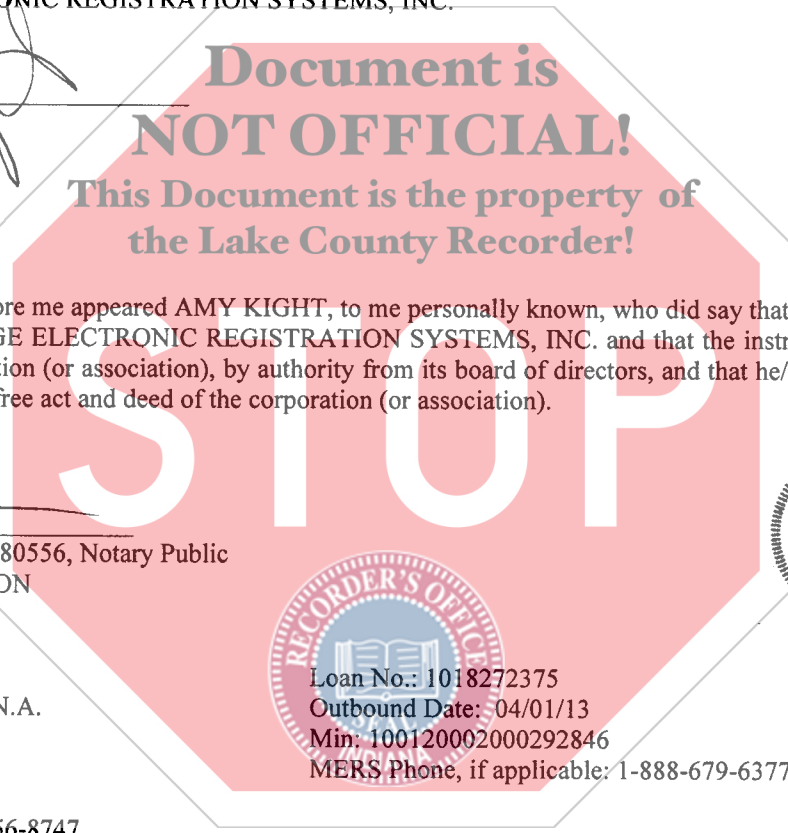 ONIC REGISTRATION SYSTEMS, INC.
Document is
NOT OFFICIAL!
This Document is the property of
the Lake County Recorder!
ore me appeared AMY KIGHT, to me personally known, who did say that
GE ELECTRONIC REGISTRATION SYSTEMS, INC. and that the instr
tion (or association), by authority from its board of directors, and that he/
free act and deed of the corporation (or association).
STOP
80556, Notary Public
ON
RECORDER'S OFFICE
SEAL
INDIANA
Loan No.: 1018272375
N.A.
Outbound Date: 04/01/13
Min: 100120002000292846
MERS Phone, if applicable: 1-888-679-6377
56-8747